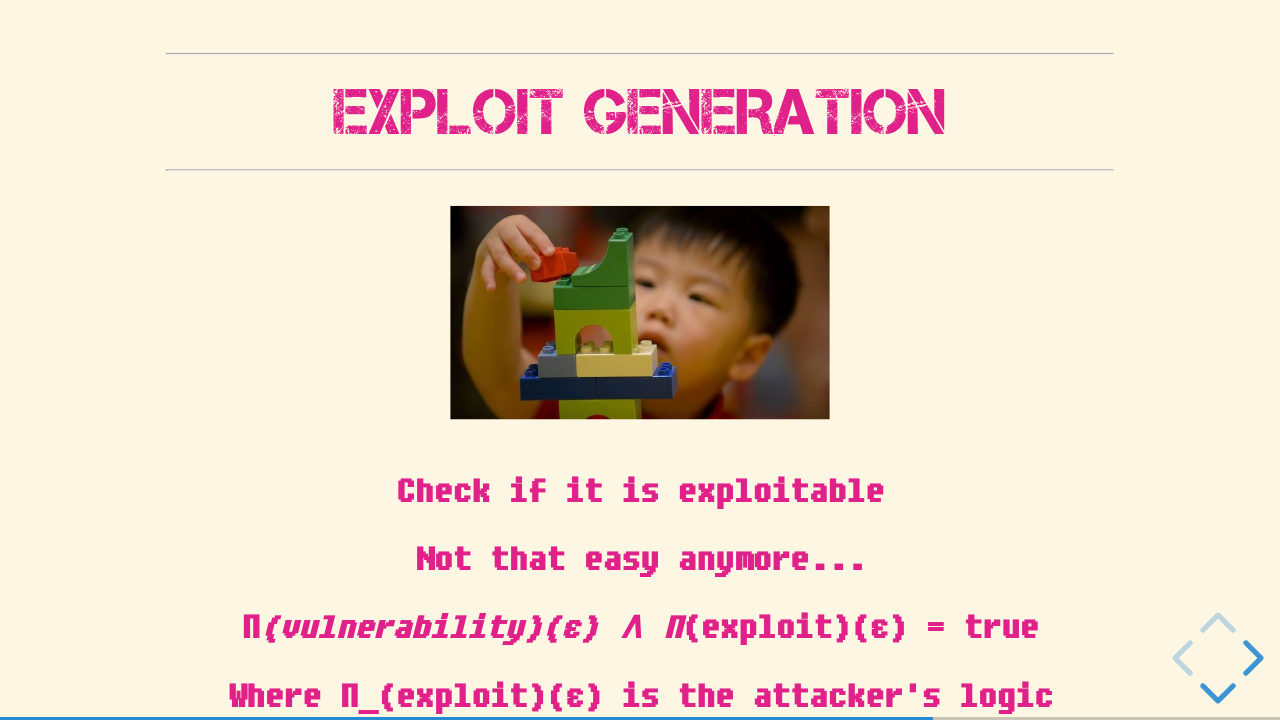 EXPLOIT GENERATION
Check if it is exploitable
Not that easy anymore...
Π(vulnerability)(ε) Λ Π(exploit)(ε) = true
Where Π_(exploit)(ε) is the attacker's logic